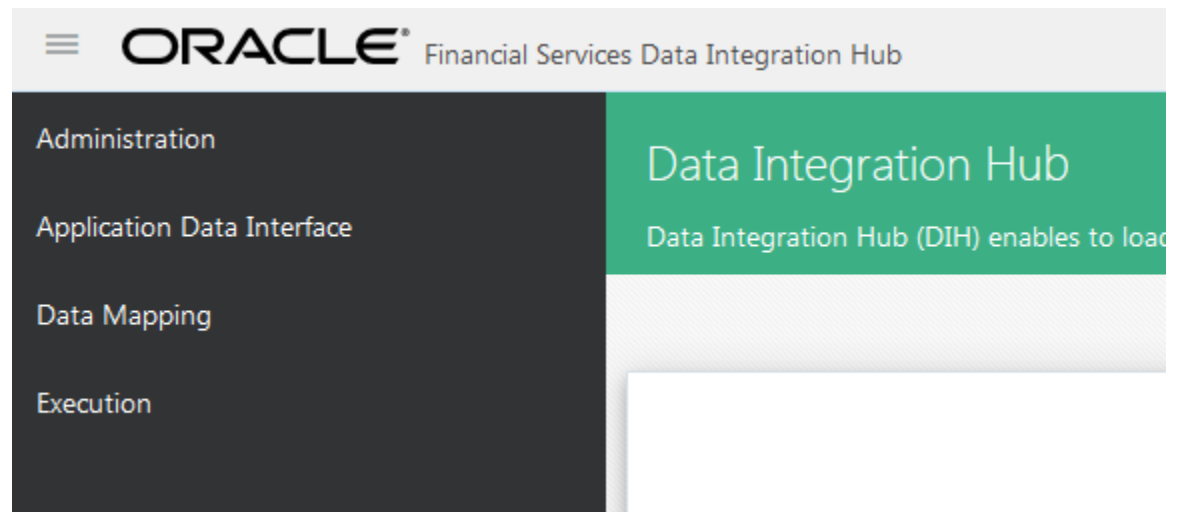 ORACLE® Financial Services Data Integration Hub
Administration
Application Data Interface
Data Mapping
Execution
Data Integration Hub
Data Integration Hub (DIH) enables to load